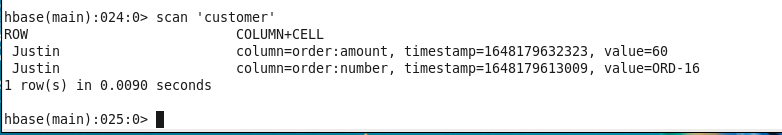 hbase(main):024:0> scan 'customer'
ROW                         COLUMN+CELL
 Justin                     column=order:amount, timestamp=1648179632323, value=60
 Justin                     column=order:number, timestamp=1648179613009, value=ORD-16
1 row(s) in 0.0090 seconds

hbase(main):025:0>